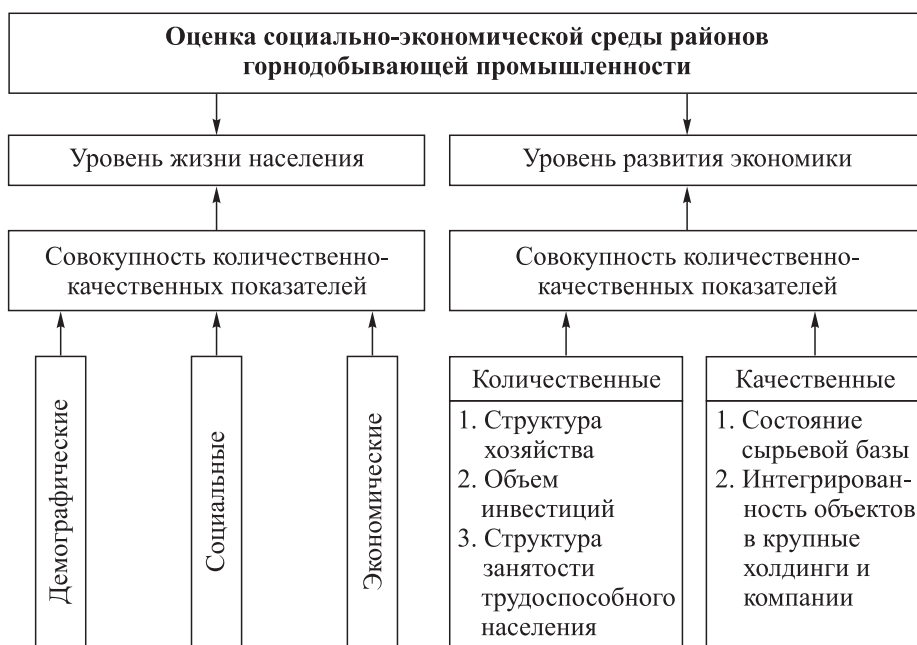 Оценка социально-экономической среды районов
горнодобывающей промышленности
Уровень жизни населения
Уровень развития экономики
Совокупность количественно-
качественных показателей
Совокупность количественно-
качественных показателей
Демографические
Социальные
Экономические
Количественные
1. Структура
хозяйства
2. Объем
инвестиций
3. Структура
занятости
трудоспособного
населения
Качественные
1. Состояние
сырьевой базы
2. Интегрирован-
ность объектов
в крупные
холдинги и
компании